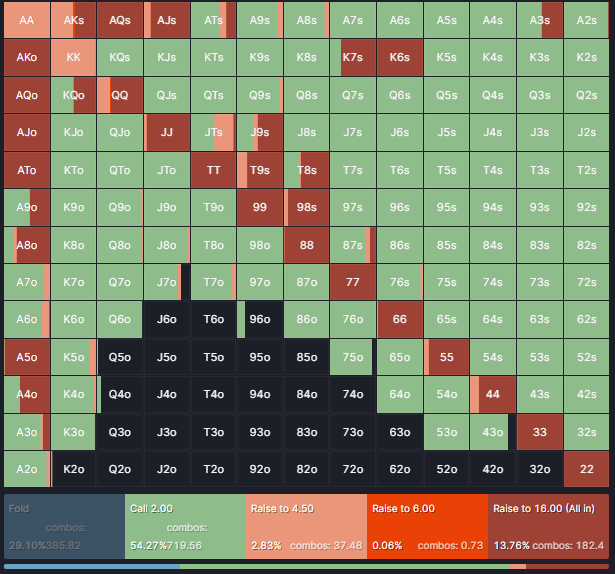 AA AKs AQs AJs ATs A9s A8s A7s A6s A5s A4s A3s A2s
AKo KK KQs KJs KTs K9s K8s K7s K6s K5s K4s K3s K2s
AQo KQo QQ QJs QTs Q9s Q8s Q7s Q6s Q5s Q4s Q3s Q2s
AJo KJo QJo JJ JTs J9s J8s J7s J6s J5s J4s J3s J2s
ATo KTo QTo JTo TT T9s T8s T7s T6s T5s T4s T3s T2s
A9o K9o Q9o J9o T9o 99 98s 97s 96s 95s 94s 93s 92s
A8o K8o Q8o J8o T8o 98o 88 87s 86s 85s 84s 83s 82s
A7o K7o Q7o J7o T7o 97o 87o 77 76s 75s 74s 73s 72s
A6o K6o Q6o J6o T6o 96o 86o 76o 66 65s 64s 63s 62s
A5o K5o Q5o J5o T5o 95o 85o 75o 65o 55 54s 53s 52s
A4o K4o Q4o J4o T4o 94o 84o 74o 64o 54o 44 43s 42s
A3o K3o Q3o J3o T3o 93o 83o 73o 63o 53o 43o 33 32s
A2o K2o Q2o J2o T2o 92o 82o 72o 62o 52o 42o 32o 22
Fold Call 2.00 Raise to 4.50 Raise to 6.00 Raise to 16.00 (All in)
combos: combos:
29.10%385.82 54.27%719.56 2.83% combos: 37.48 0.06% combos: 0.73 13.76% combos: 182.4